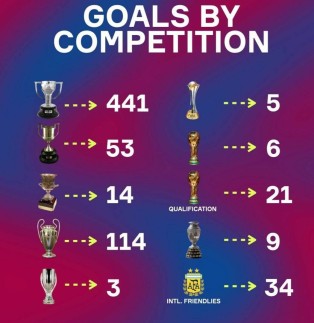 GOALS BY
COMPETITION
441
5
53
6
14
21
QUALIFICATION
114
9
3
34
INTL. FRIENDLIES